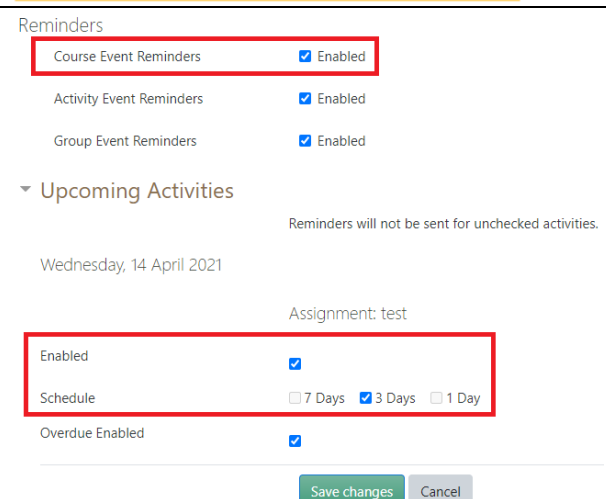 Reminders
Course Event Reminders Enabled
Activity Event Reminders Enabled
Group Event Reminders Enabled
Upcoming Activities
Reminders will not be sent for unchecked activities.
Wednesday, 14 April 2021
Assignment: test
Enabled
Schedule 7 Days 3 Days 1 Day
Overdue Enabled
Save changes Cancel